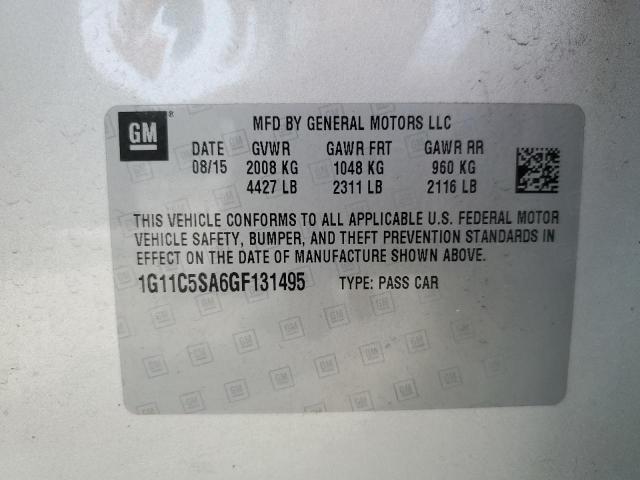 GM
MFD BY GENERAL MOTORS LLC
DATE GVWR GAWR FRT GAWR RR
08/15 2008 KG 1048 KG 960 KG
4427 LB 2311 LB 2116 LB
THIS VEHICLE CONFORMS TO ALL APPLICABLE U.S. FEDERAL MOTOR
VEHICLE SAFETY, BUMPER, AND THEFT PREVENTION STANDARDS IN
EFFECT ON THE DATE OF MANUFACTURE SHOWN ABOVE.
1G11C5SA6GF131495 TYPE: PASS CAR